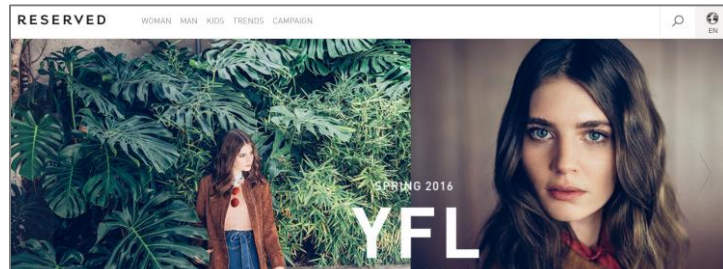 RESERVED WOMAN MAN KIDS TRENDS CAMPAIGN
EN
SPRING 2016
YFL